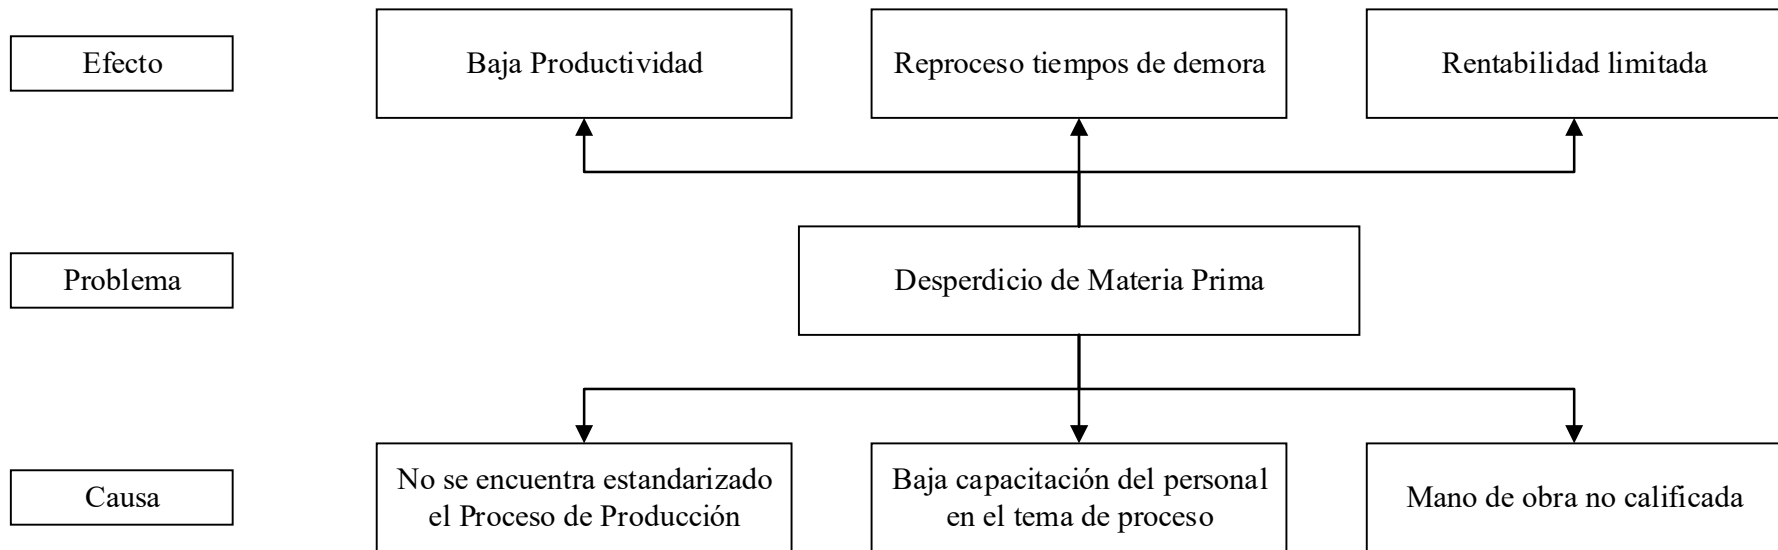 Efecto
Baja Productividad
Reproceso tiempos de demora
Rentabilidad limitada
Problema
Desperdicio de Materia Prima
Causa
No se encuentra estandarizado
el Proceso de Producción
Baja capacitación del personal
en el tema de proceso
Mano de obra no calificada